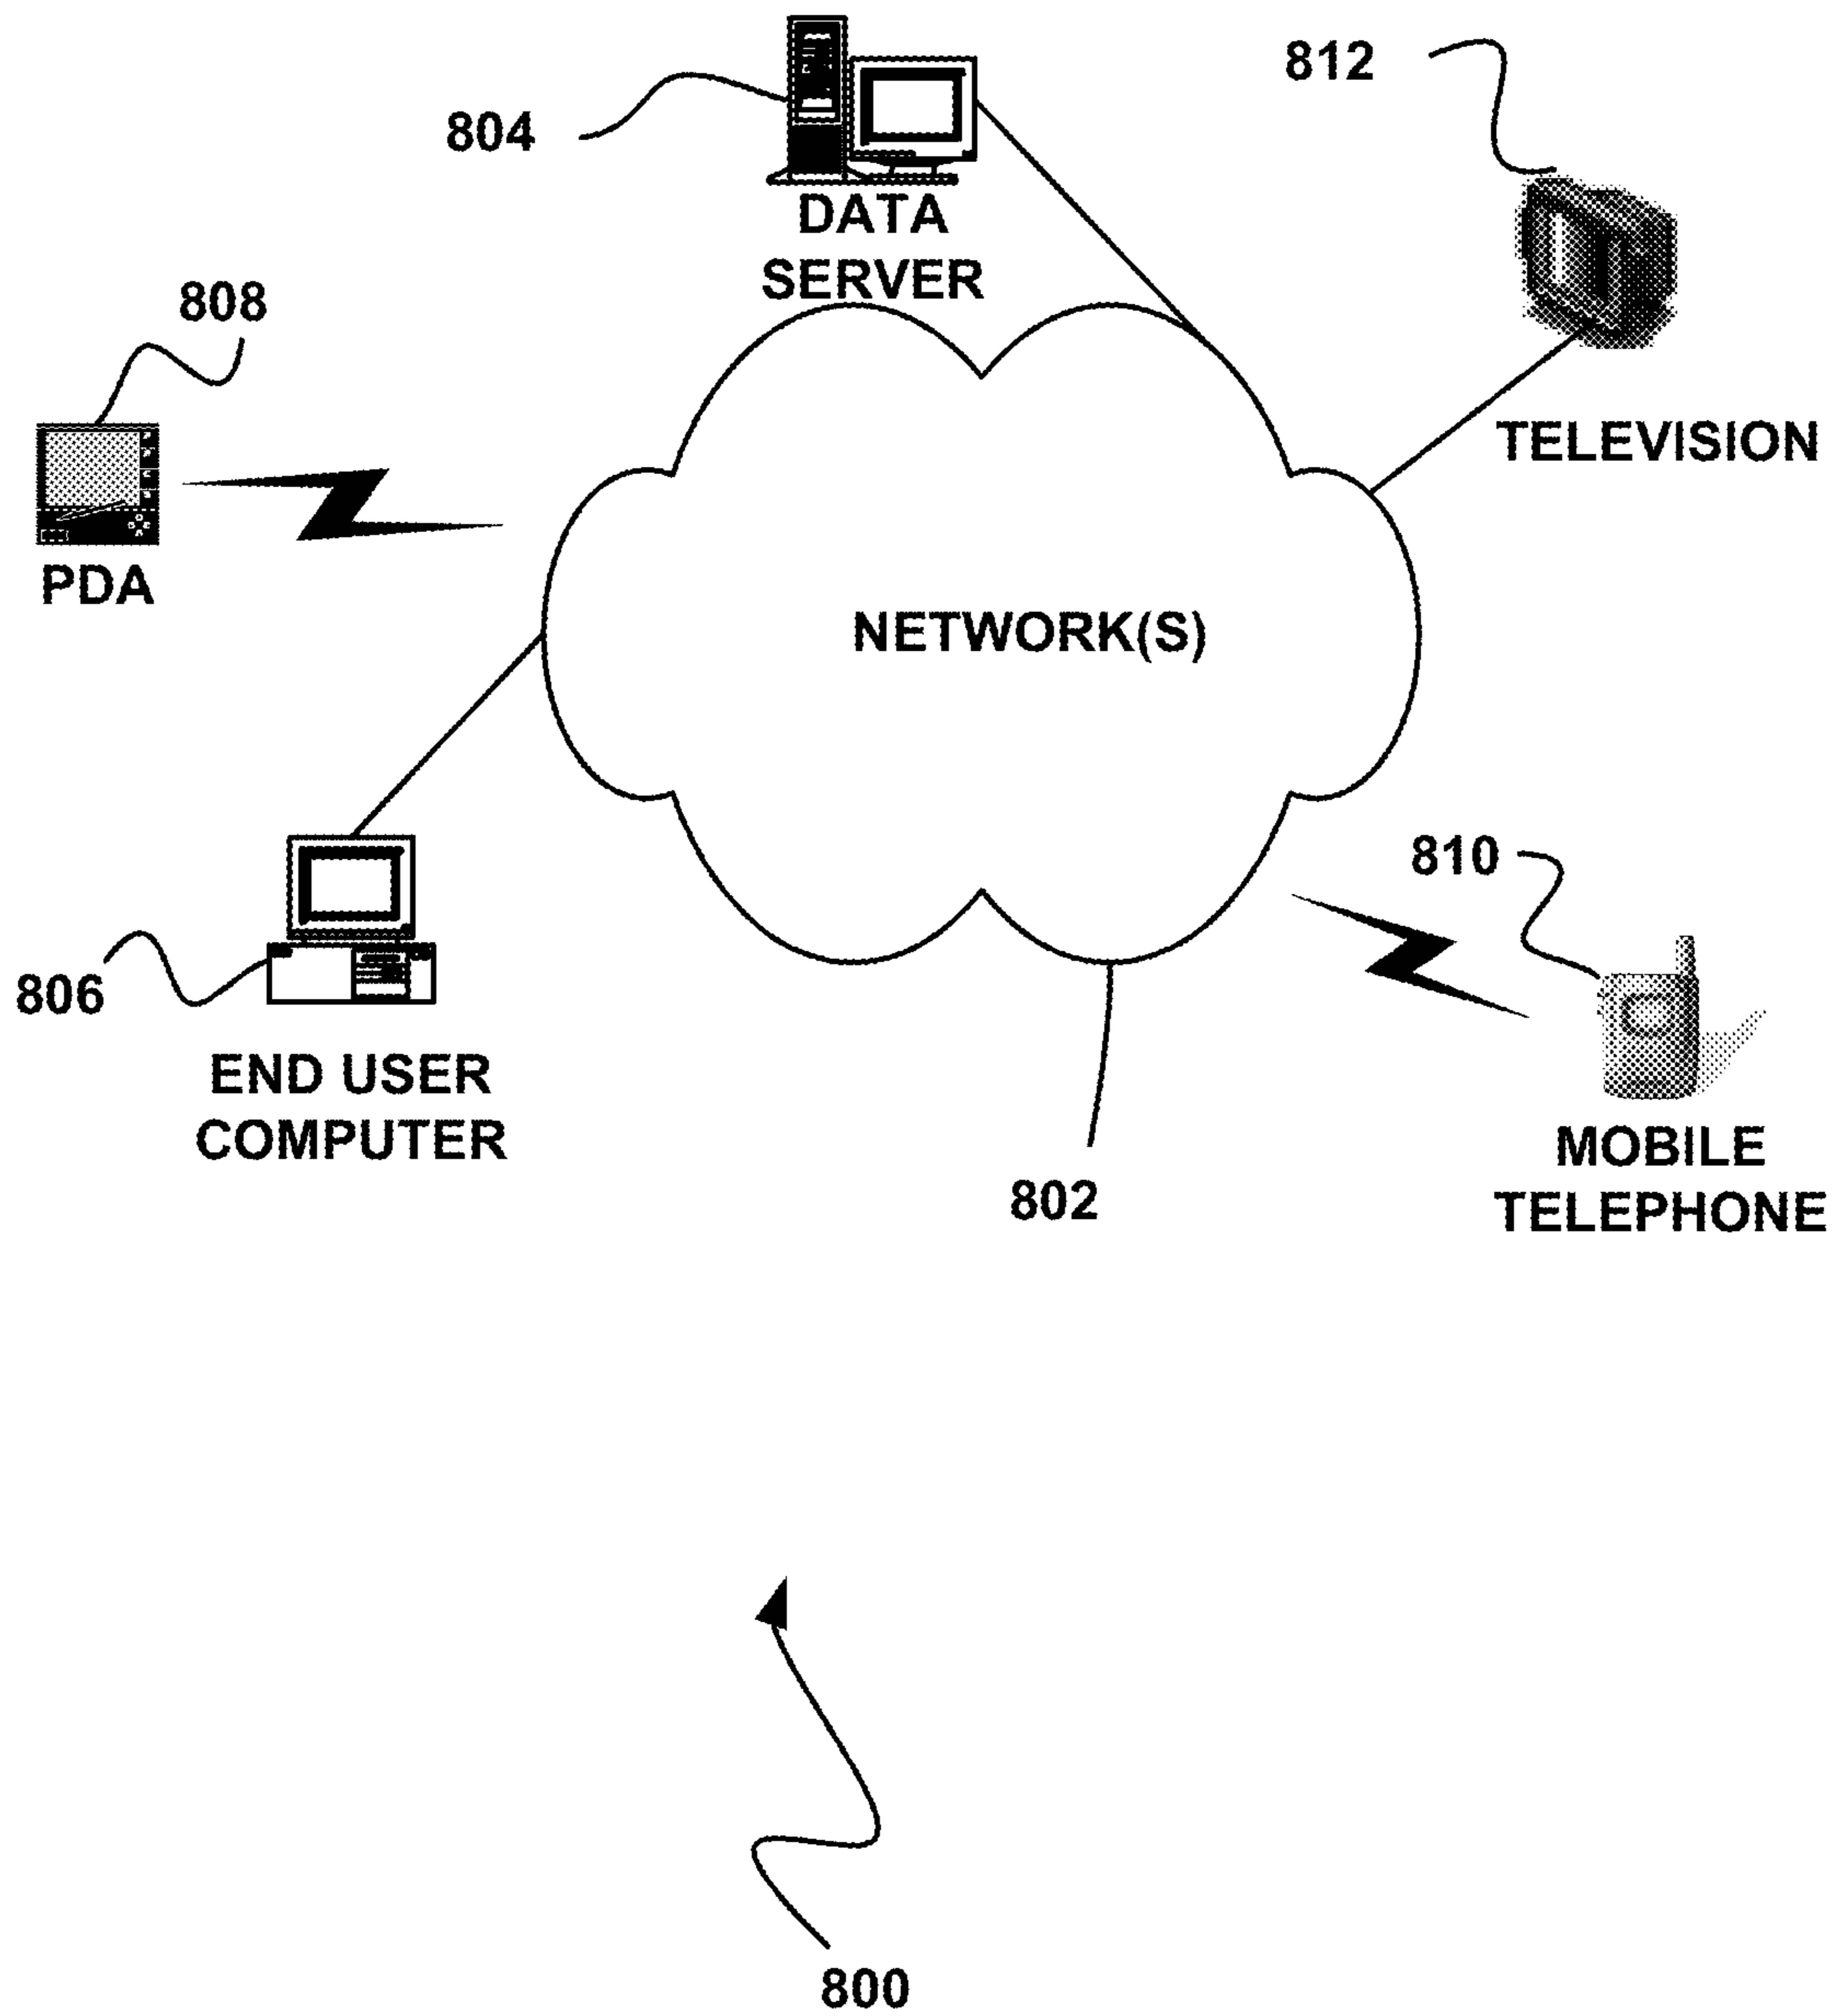 812
804
DATA
SERVER
808
TELEVISION
PDA
NETWORK(S)
810
806
END USER
COMPUTER
MOBILE
TELEPHONE
802
800